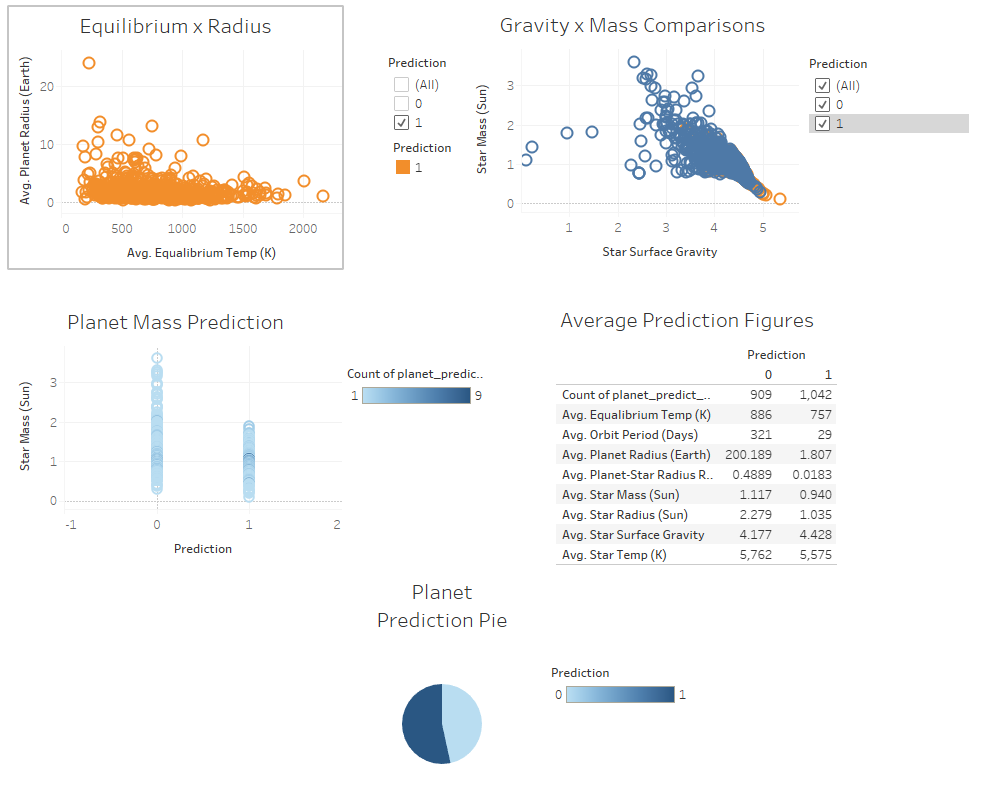 Equilibrium x Radius
Avg. Planet Radius (Earth)
20
10
0
0 500 1000 1500 2000
Avg. Equalibrium Temp (K)
Prediction
(All)
0
1
Prediction
1
Gravity x Mass Comparisons
Star Mass (Sun)
3
2
1
0
1 2 3 4 5
Star Surface Gravity
Prediction
(All)
0
1
Planet Mass Prediction
Star Mass (Sun)
3
2
1
0
-1 0 1 2
Prediction
Count of planet_predic..
1 9
Average Prediction Figures
Prediction
0 1
Count of planet_predict_.. 909 1,042
Avg. Equalibrium Temp (K) 886 757
Avg. Orbit Period (Days) 321 29
Avg. Planet Radius (Earth) 200.189 1.807
Avg. Planet-Star Radius R.. 0.4889 0.0183
Avg. Star Mass (Sun) 1.117 0.940
Avg. Star Radius (Sun) 2.279 1.035
Avg. Star Surface Gravity 4.177 4.428
Avg. Star Temp (K) 5,762 5,575
Planet
Prediction Pie
Prediction
0 1